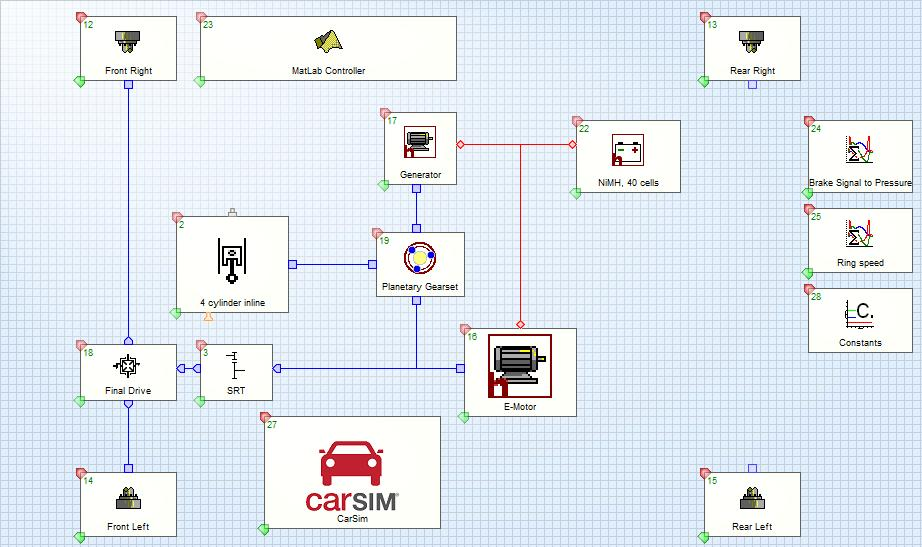 12
Front Right
23
MatLab Controller
13
Rear Right
17
Generator
22
NiMH, 40 cells
24
Brake Signal to Pressure
2
4 cylinder inline
19
Planetary Gearset
25
Ring speed
28
C.
Constants
18
Final Drive
3
SRT
16
n
E-Motor
27
carSIM
CarSim
14
Front Left
15
Rear Left